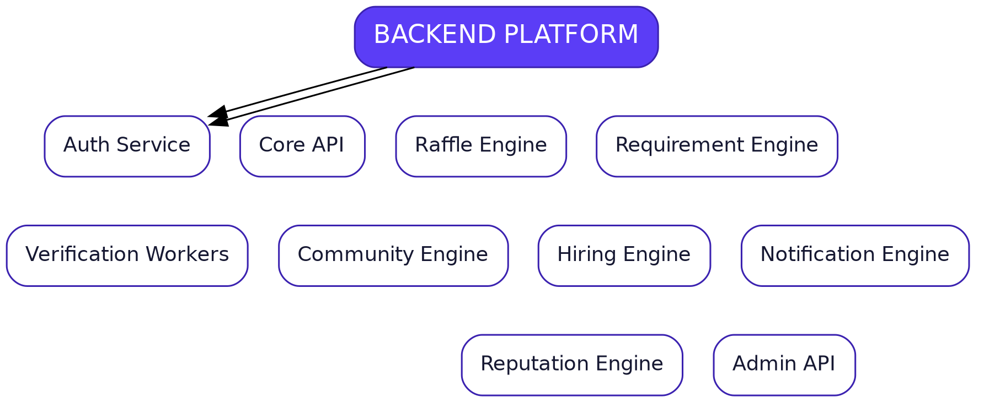 BACKEND PLATFORM
Auth Service
Core API
Raffle Engine
Requirement Engine
Verification Workers
Community Engine
Hiring Engine
Notification Engine
Reputation Engine
Admin API